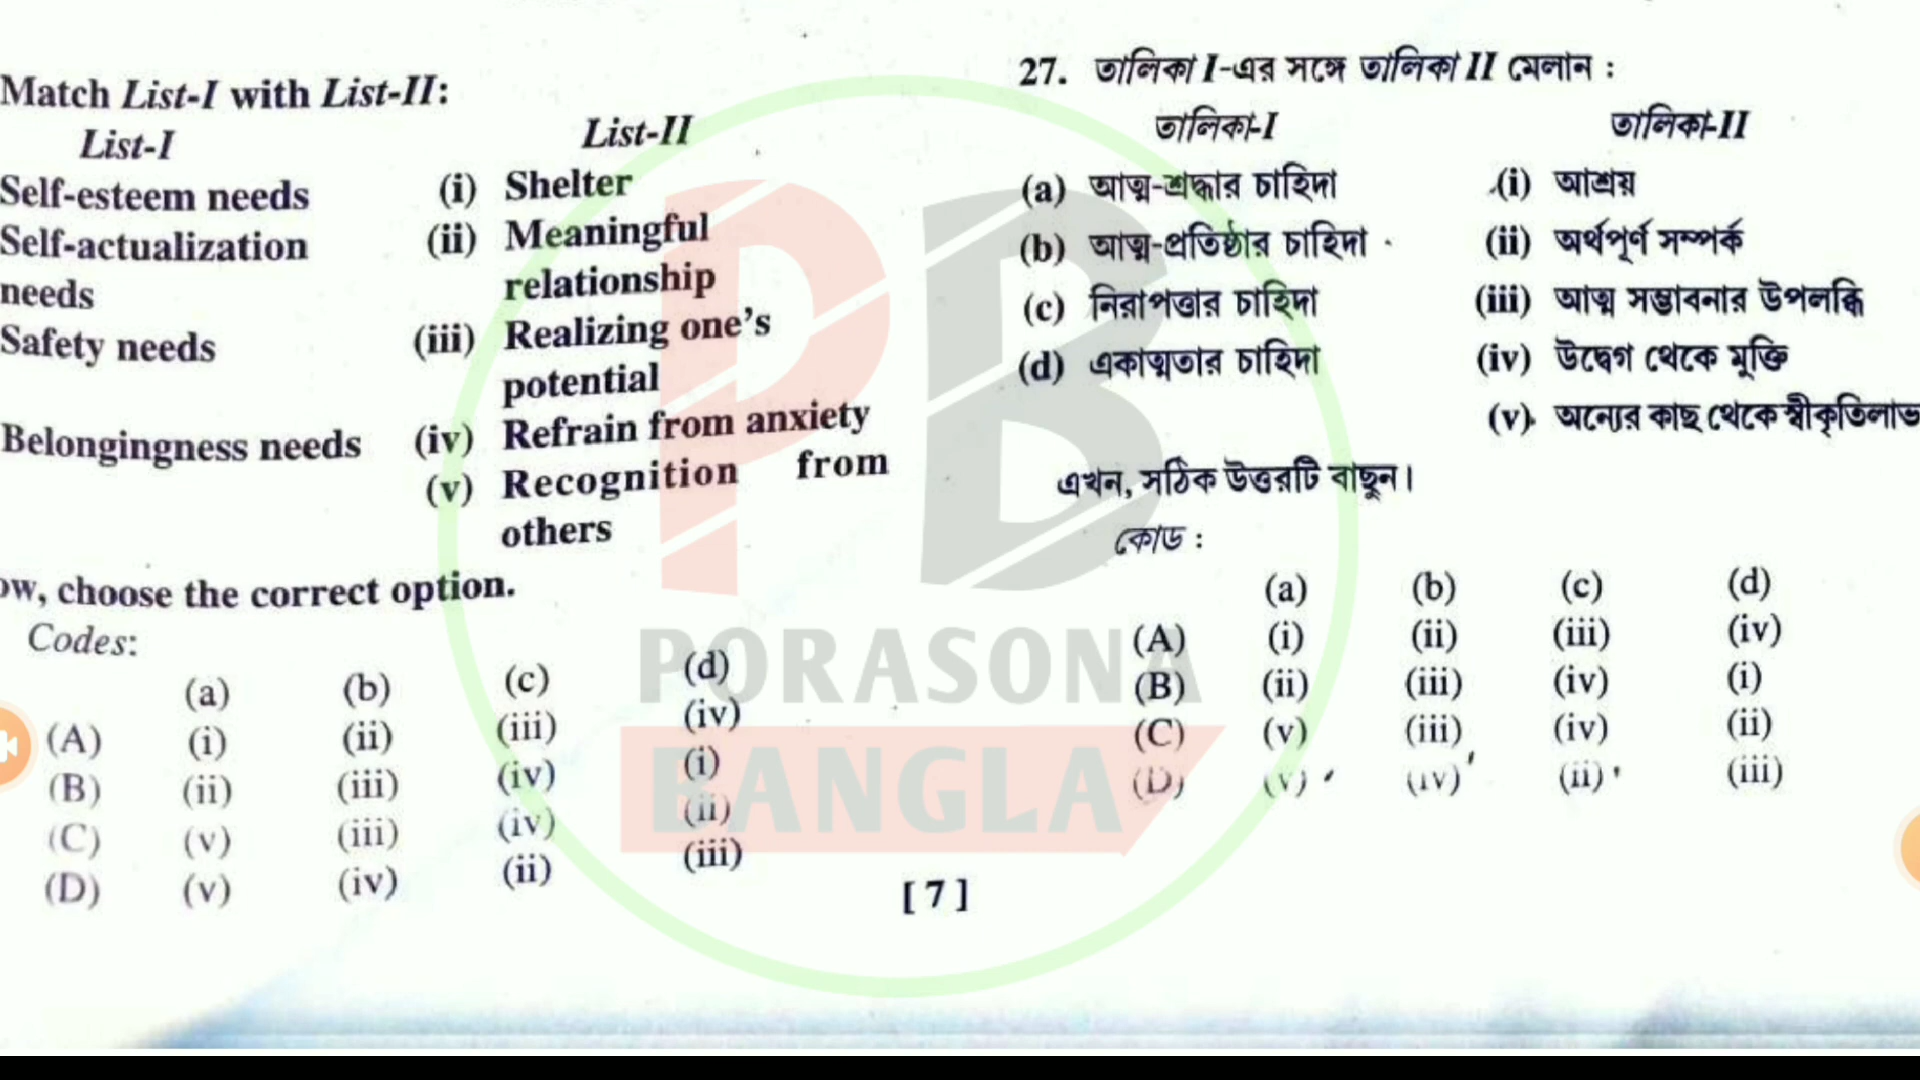 Match List-I with List-II:
List-I List-II
Self-esteem needs (i) Shelter
Self-actualization (ii) Meaningful
needs relationship
Safety needs (iii) Realizing one's
potential
Belongingness needs (iv) Refrain from anxiety
(v) Recognition from
others
ow, choose the correct option.
Codes:
(a) (b) (c) (d)
(A) (i) (ii) (iii) (iv)
(B) (ii) (iii) (iv) (i)
(C) (v) (iii) (iv) (ii)
(D) (v) (iv) (ii) (iii)
27. তালিকা I-এর সঙ্গে তালিকা II মেলান :
তালিকা-I তালিকা-II
(a) আত্ম-শ্রদ্ধার চাহিদা (i) আশ্রয়
(b) আত্ম-প্রতিষ্ঠার চাহিদা (ii) অর্থপূর্ণ সম্পর্ক
(c) নিরাপত্তার চাহিদা (iii) আত্ম সম্ভাবনার উপলব্ধি
(d) একাত্মতার চাহিদা (iv) উদ্বেগ থেকে মুক্তি
(v) অন্যের কাছ থেকে স্বীকৃতিলাভ
এখন, সঠিক উত্তরটি বাছুন।
কোড :
(a) (b) (c) (d)
(A) (i) (ii) (iii) (iv)
(B) (ii) (iii) (iv) (i)
(C) (v) (iii) (iv) (ii)
(D) (v) (iv) (ii) (iii)
[ 7 ]
PB
PORASONA
BANGLA